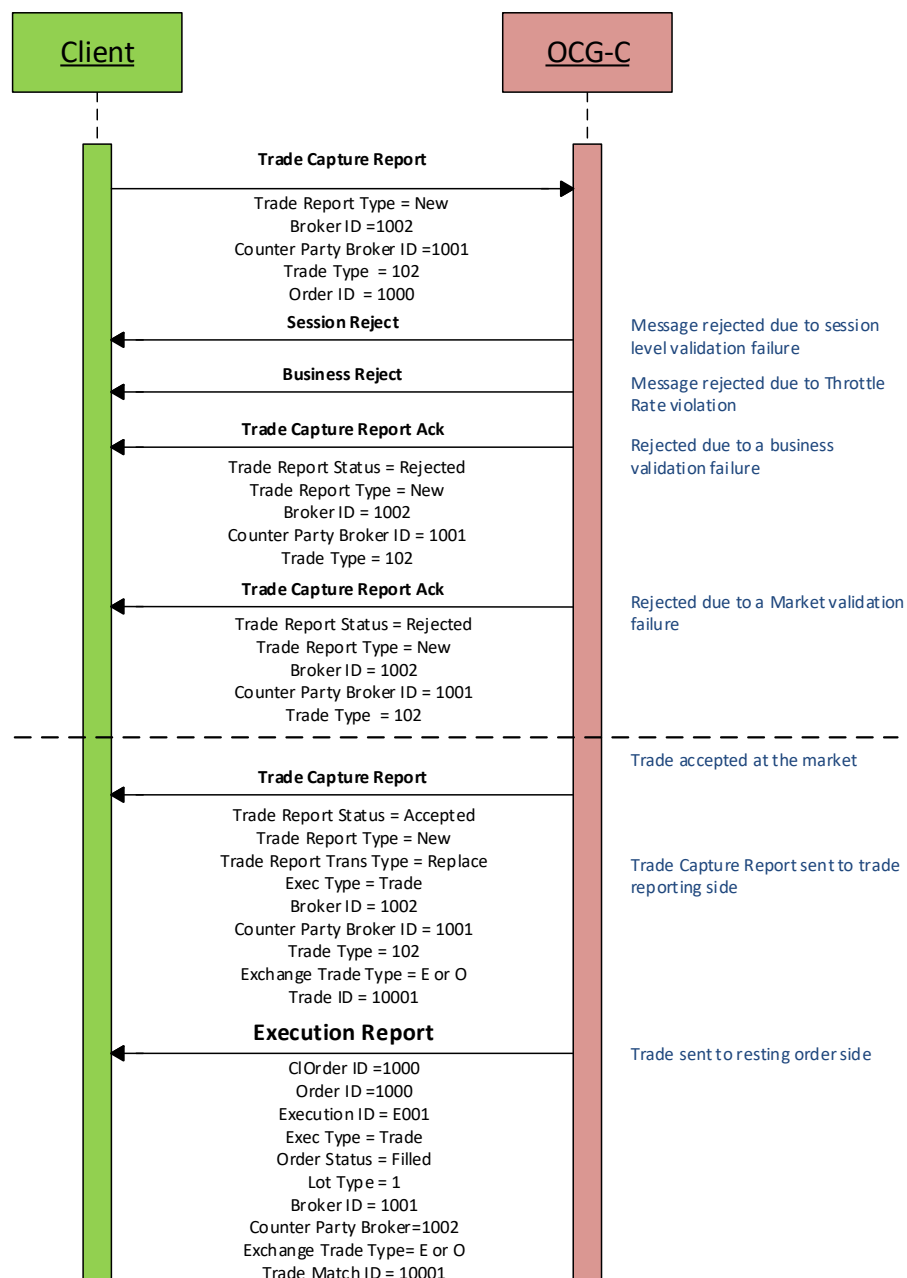 Client
OCG-C
Trade Capture Report
Trade Report Type = New
Broker ID =1002
Counter Party Broker ID =1001
Trade Type  = 102
Order ID  = 1000
Session Reject
Message rejected due to session
level validation failure
Business Reject
Message rejected due to Throttle
Rate violation
Trade Capture Report Ack
Rejected due to a business
validation failure
Trade Report Status = Rejected
Trade Report Type = New
Broker ID = 1002
Counter Party Broker ID = 1001
Trade Type = 102
Trade Capture Report Ack
Rejected due to a Market validation
failure
Trade Report Status = Rejected
Trade Report Type = New
Broker ID = 1002
Counter Party Broker ID = 1001
Trade Type  = 102
Trade accepted at the market
Trade Capture Report
Trade Report Status = Accepted
Trade Report Type = New
Trade Report Trans Type = Replace
Exec Type = Trade
Broker ID = 1002
Counter Party Broker ID = 1001
Trade Type = 102
Exchange Trade Type = E or O
Trade ID = 10001
Trade Capture Report sent to trade
reporting side
Execution Report
Trade sent to resting order side
ClOrder ID =1000
Order ID =1000
Execution ID = E001
Exec Type = Trade
Order Status = Filled
Lot Type = 1
Broker ID = 1001
Counter Party Broker=1002
Exchange Trade Type= E or O
Trade Match ID = 10001